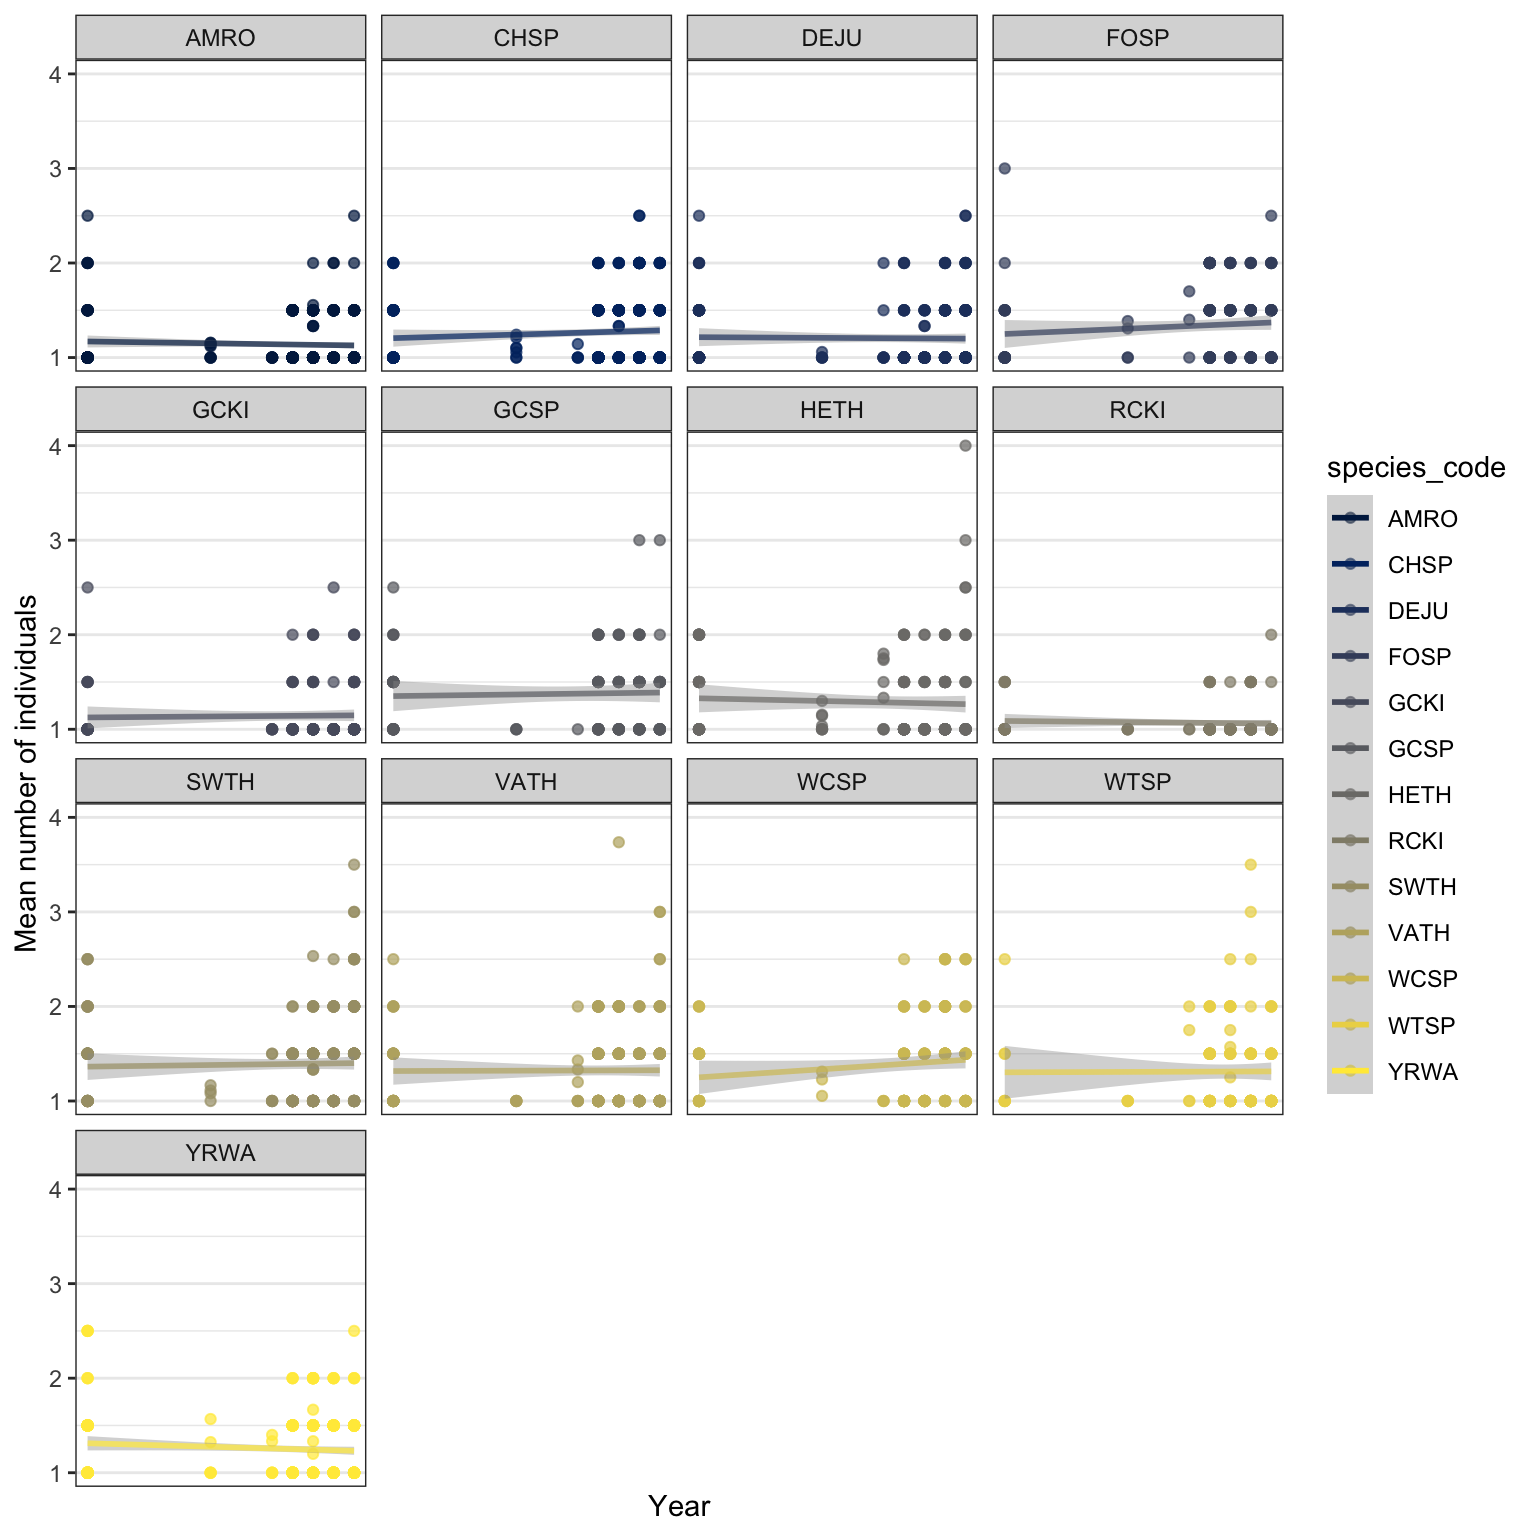 AMRO CHSP DEJU FOSP
4
3
2
1
GCKI GCSP HETH RCKI
4
3
2
1
SWTH VATH WCSP WTSP
4
3
2
1
YRWA
4
3
2
1
Mean number of individuals
Year
species_code
AMRO
CHSP
DEJU
FOSP
GCKI
GCSP
HETH
RCKI
SWTH
VATH
WCSP
WTSP
YRWA